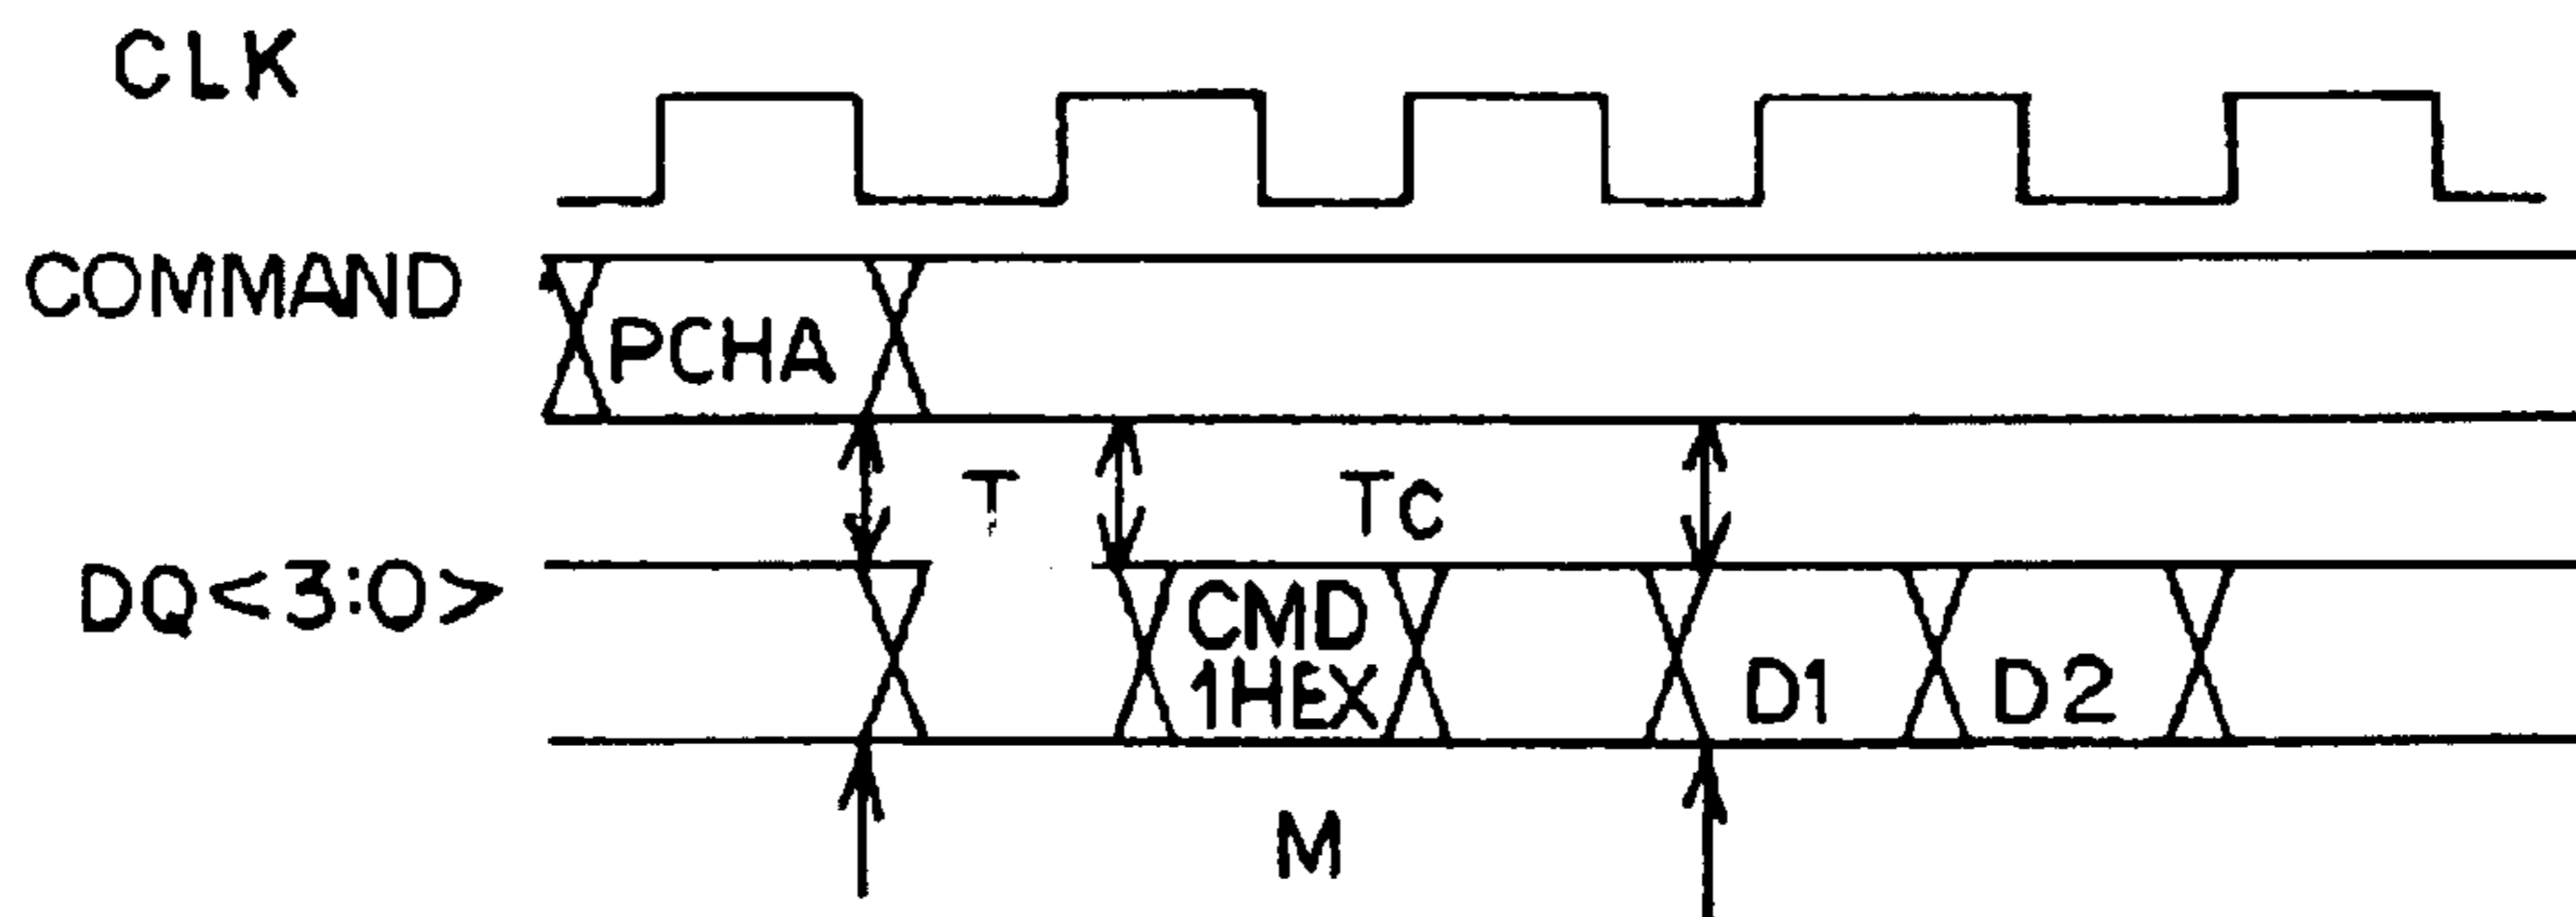 CLK
COMMAND
PCHA
T
Tc
DQ<3:0>
CMD
1HEX
D1
D2
M